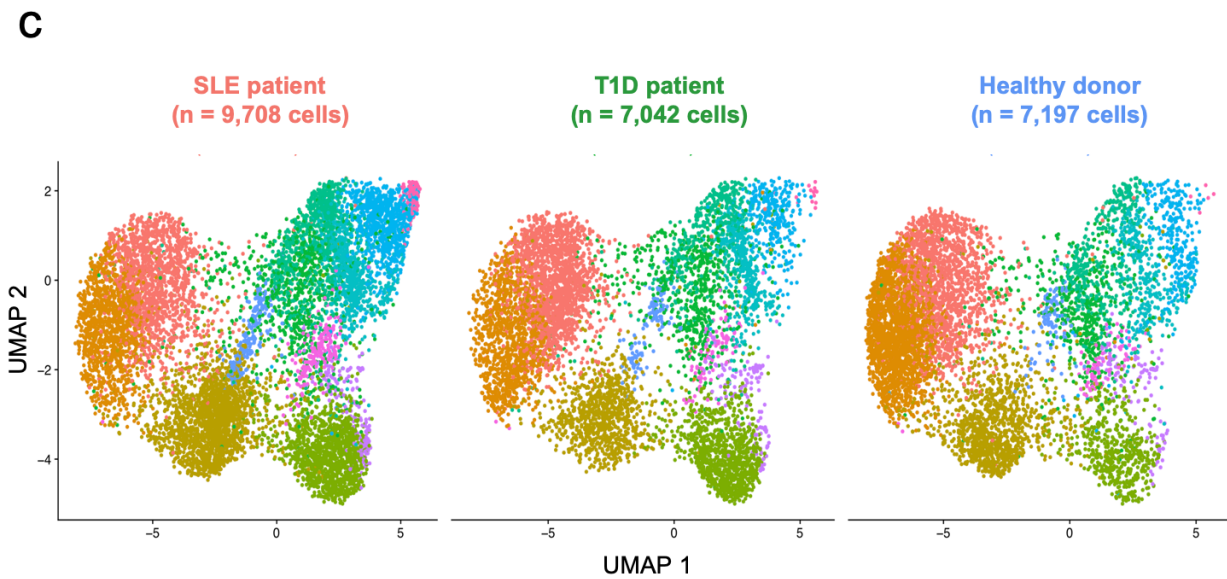 C
SLE patient
(n = 9,708 cells)
T1D patient
(n = 7,042 cells)
Healthy donor
(n = 7,197 cells)
2
0
−2
−4
UMAP 2
−5
0
5
−5
0
5
−5
0
5
UMAP 1